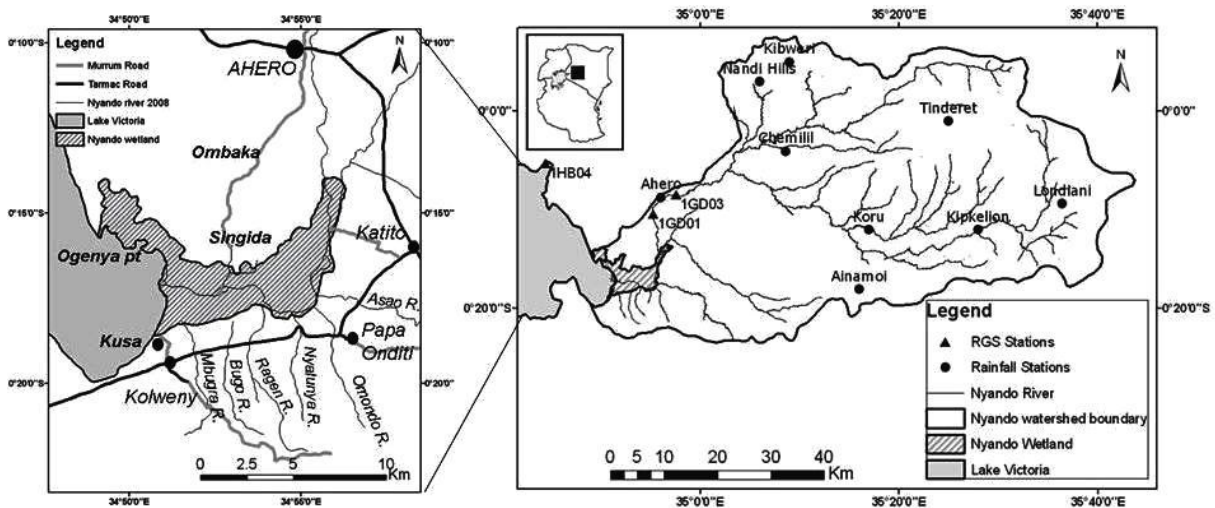 34°50'0"E
34°55'0"E
0°10'0"S
0°15'0"S
0°20'0"S
Legend
Murrum Road
Tarmac Road
Nyando river 2008
Lake Victoria
Nyando wetland
N
AHERO
Ombaka
Singida
Katito
Ogenya pt
Asao R.
Kusa
Papa
Onditi
Kolweny
Mbugra R.
Bugo R.
Ragen R.
Nyalunya R.
Omondo R.
0 2.5 5 10
Km
0°10'0"
0°15'0"
0°20'0"
34°50'0"E
34°55'0"E
35°0'0"E
35°20'0"E
35°40'0"E
Kibweri
Nandi Hills
N
0°0'0"
Tinderet
Chemilil
1HB04
Ahero
1GD03
1GD01
Londiani
Koru
Kipkelion
Ainamoi
0°0'0"S
0°20'0"S
0°20'0"S
Legend
RGS Stations
Rainfall Stations
Nyando River
Nyando watershed boundary
Nyando Wetland
Lake Victoria
0 5 10 20 30 40
Km
35°0'0"E
35°20'0"E
35°40'0"E